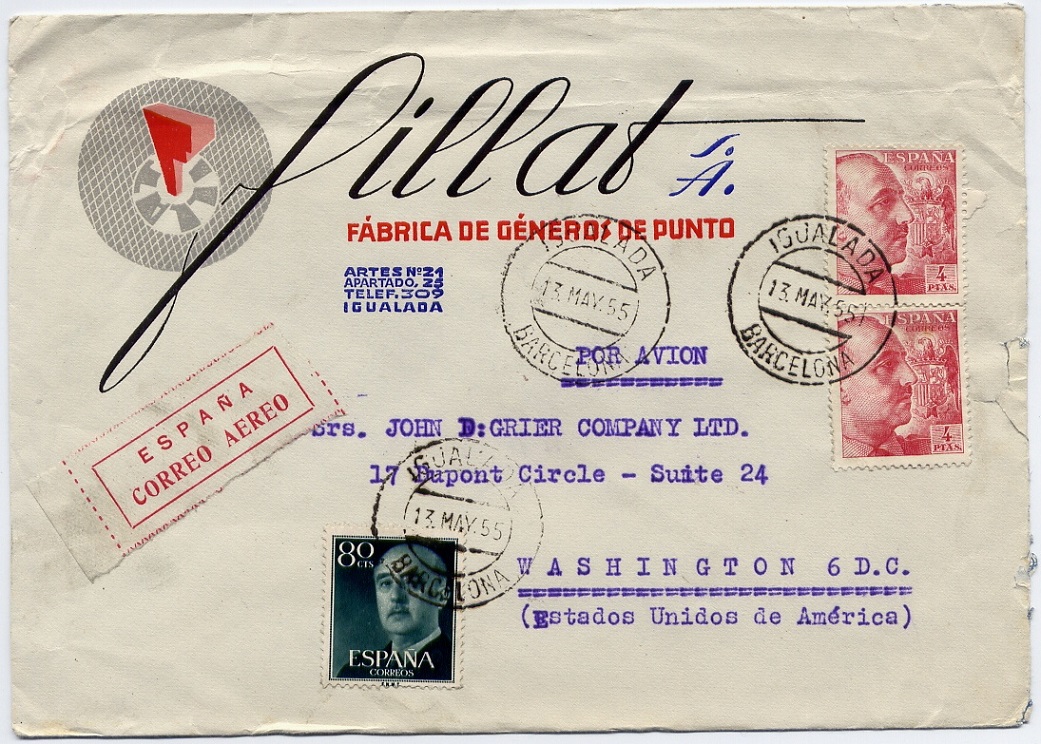 fillat S.A.
FÁBRICA DE GÉNEROS DE PUNTO
ARTES Nº 21
APARTADO, 25
TELEF. 309
IGUALADA
ESPAÑA
CORREOS
4
PTAS.
ESPAÑA
CORREOS
4
PTAS.
IGUALADA
13. MAY. 55
BARCELONA
IGUALADA
13. MAY. 55
BARCELONA
POR AVION
ESPAÑA
CORREO AEREO
Srs. JOHN D:GRIER COMPANY LTD.
17 Dupont Circle - Suite 24
IGUALADA
13. MAY. 55
BARCELONA
WASHINGTON 6 D.C.
(Estados Unidos de América)
80
CTS
ESPAÑA
CORREOS